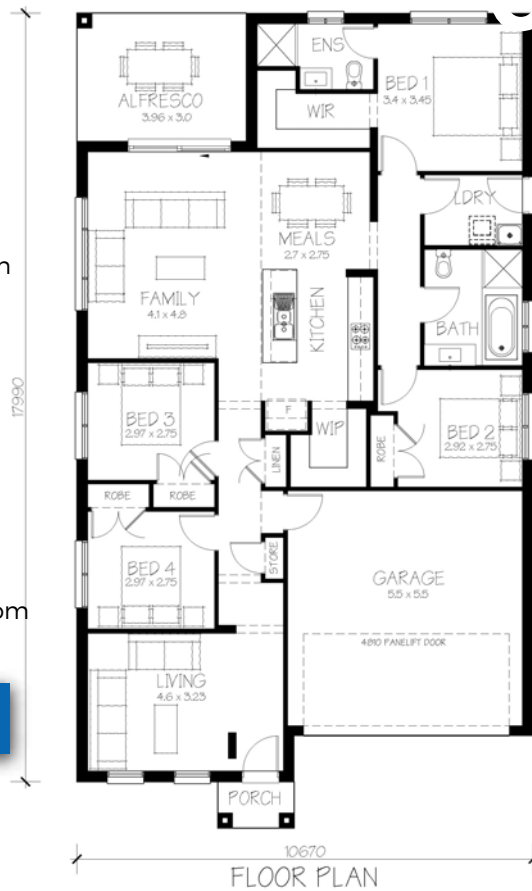 ENS
BED 1
3.4 x 3.45
ALFRESCO
3.96 x 3.0
WIR
LDRY
MEALS
2.7 x 2.75
n
FAMILY
4.1 x 4.8
KITCHEN
BATH
17990
BED 3
2.97 x 2.75
F
WIP
BED 2
2.92 x 2.75
ROBE
LINEN
ROBE
ROBE
BED 4
2.97 x 2.75
STORE
GARAGE
5.5 x 5.5
om
4810 PANELIFT DOOR
LIVING
4.6 x 3.23
PORCH
10670
FLOOR PLAN